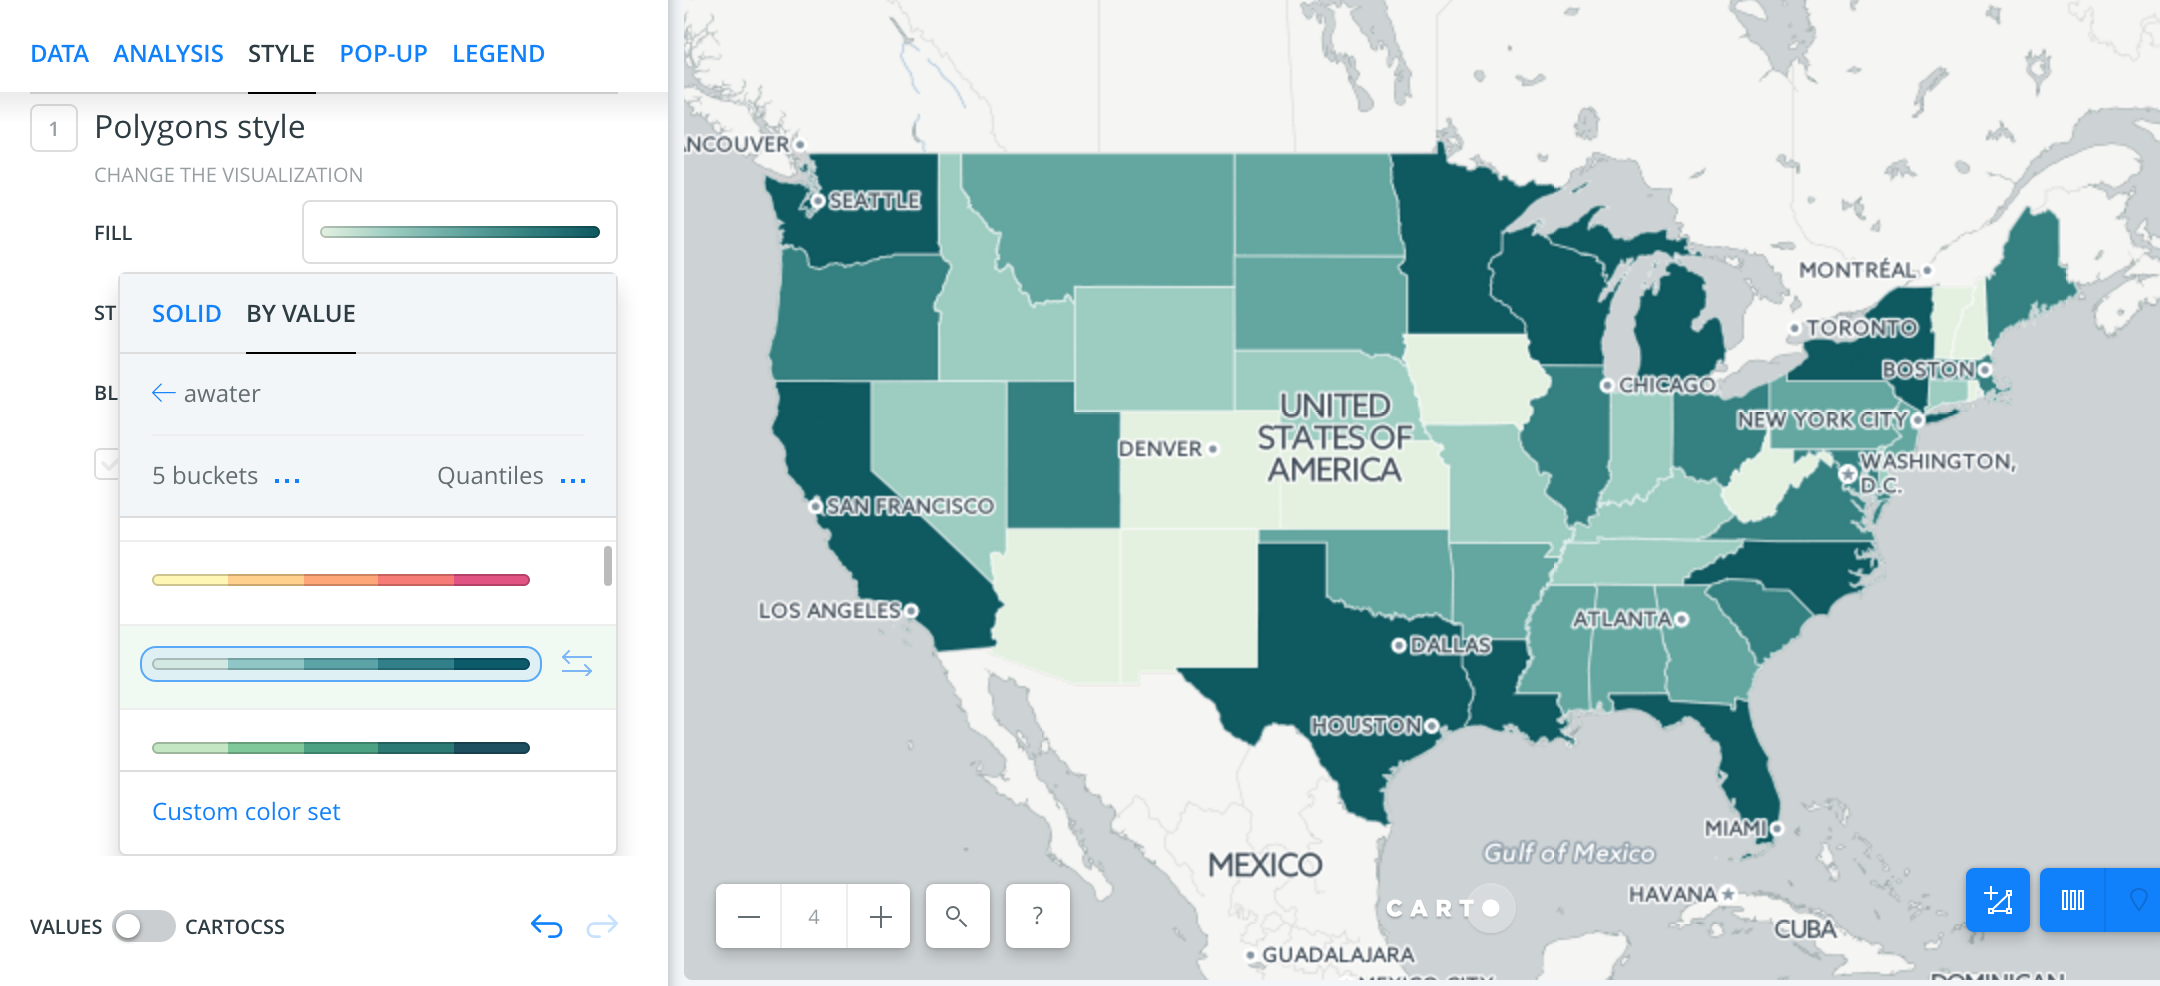 DATA ANALYSIS STYLE POP-UP LEGEND
1 Polygons style
CHANGE THE VISUALIZATION
FILL
ST
BL
SOLID BY VALUE
awater
5 buckets ... Quantiles ...
Custom color set
VALUES CARTOCSS
NCOUVER
SEATTLE
MONTRÉAL
TORONTO
BOSTON
CHICAGO
NEW YORK CITY
UNITED
STATES OF
AMERICA
DENVER
WASHINGTON,
D.C.
SAN FRANCISCO
LOS ANGELES
ATLANTA
DALLAS
HOUSTON
MIAMI
Gulf of Mexico
MEXICO
HAVANA
CUBA
4
?
CARTO
GUADALAJARA
MEXICO CITY
DOMINICAN